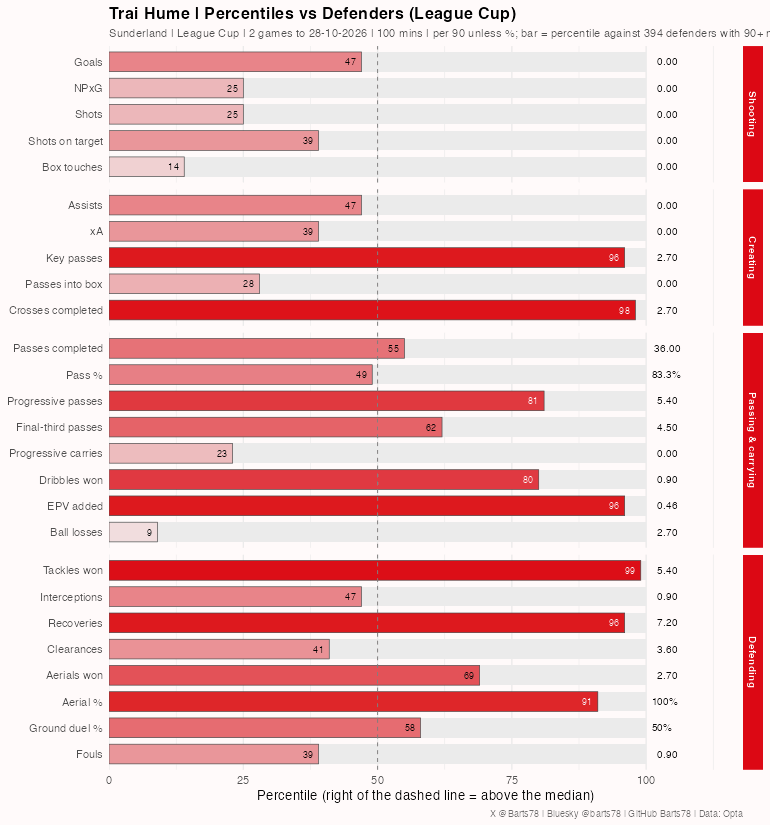 Trai Hume | Percentiles vs Defenders (League Cup)
Sunderland | League Cup | 2 games to 28-10-2026 | 100 mins | per 90 unless %; bar = percentile against 394 defenders with 90+ m
Goals 47 0.00
NPxG 25 0.00
Shots 25 0.00
Shots on target 39 0.00
Box touches 14 0.00
Shooting
Assists 47 0.00
xA 39 0.00
Key passes 96 2.70
Passes into box 28 0.00
Crosses completed 98 2.70
Creating
Passes completed 55 36.00
Pass % 49 83.3%
Progressive passes 81 5.40
Final-third passes 62 4.50
Progressive carries 23 0.00
Dribbles won 80 0.90
EPV added 96 0.46
Ball losses 9 2.70
Passing & carrying
Tackles won 99 5.40
Interceptions 47 0.90
Recoveries 96 7.20
Clearances 41 3.60
Aerials won 69 2.70
Aerial % 91 100%
Ground duel % 58 50%
Fouls 39 0.90
Defending
0 25 50 75 100
Percentile (right of the dashed line = above the median)
X @Barts78 | Bluesky @barts78 | GitHub Barts78 | Data: Opta